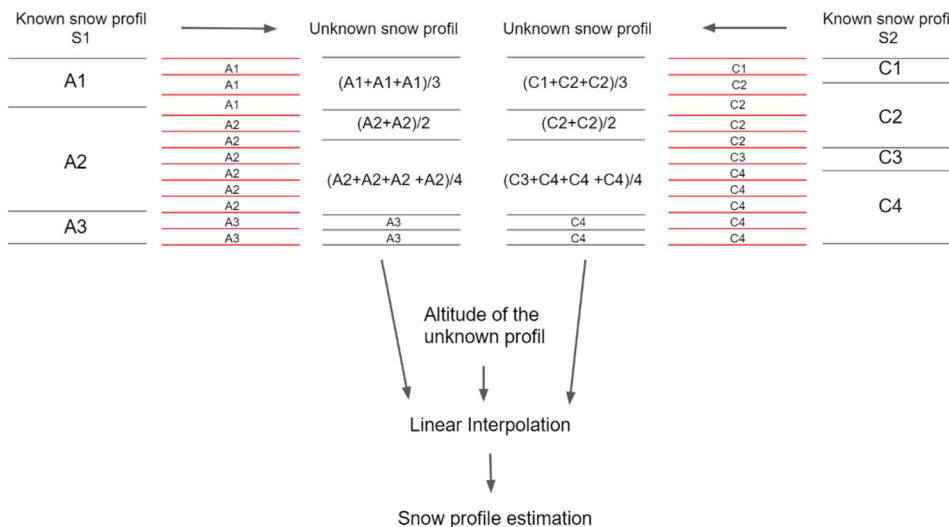 Known snow profil
S1
A1
A2
A3
A1
A1
A1
A2
A2
A2
A2
A2
A2
A3
A3
Unknown snow profil
(A1+A1+A1)/3
(A2+A2)/2
(A2+A2+A2 +A2)/4
A3
A3
Unknown snow profil
(C1+C2+C2)/3
(C2+C2)/2
(C3+C4+C4 +C4)/4
C4
C4
C1
C2
C2
C2
C2
C3
C4
C4
C4
C4
C4
Known snow profi
S2
C1
C2
C3
C4
Altitude of the
unknown profil
Linear Interpolation
Snow profile estimation